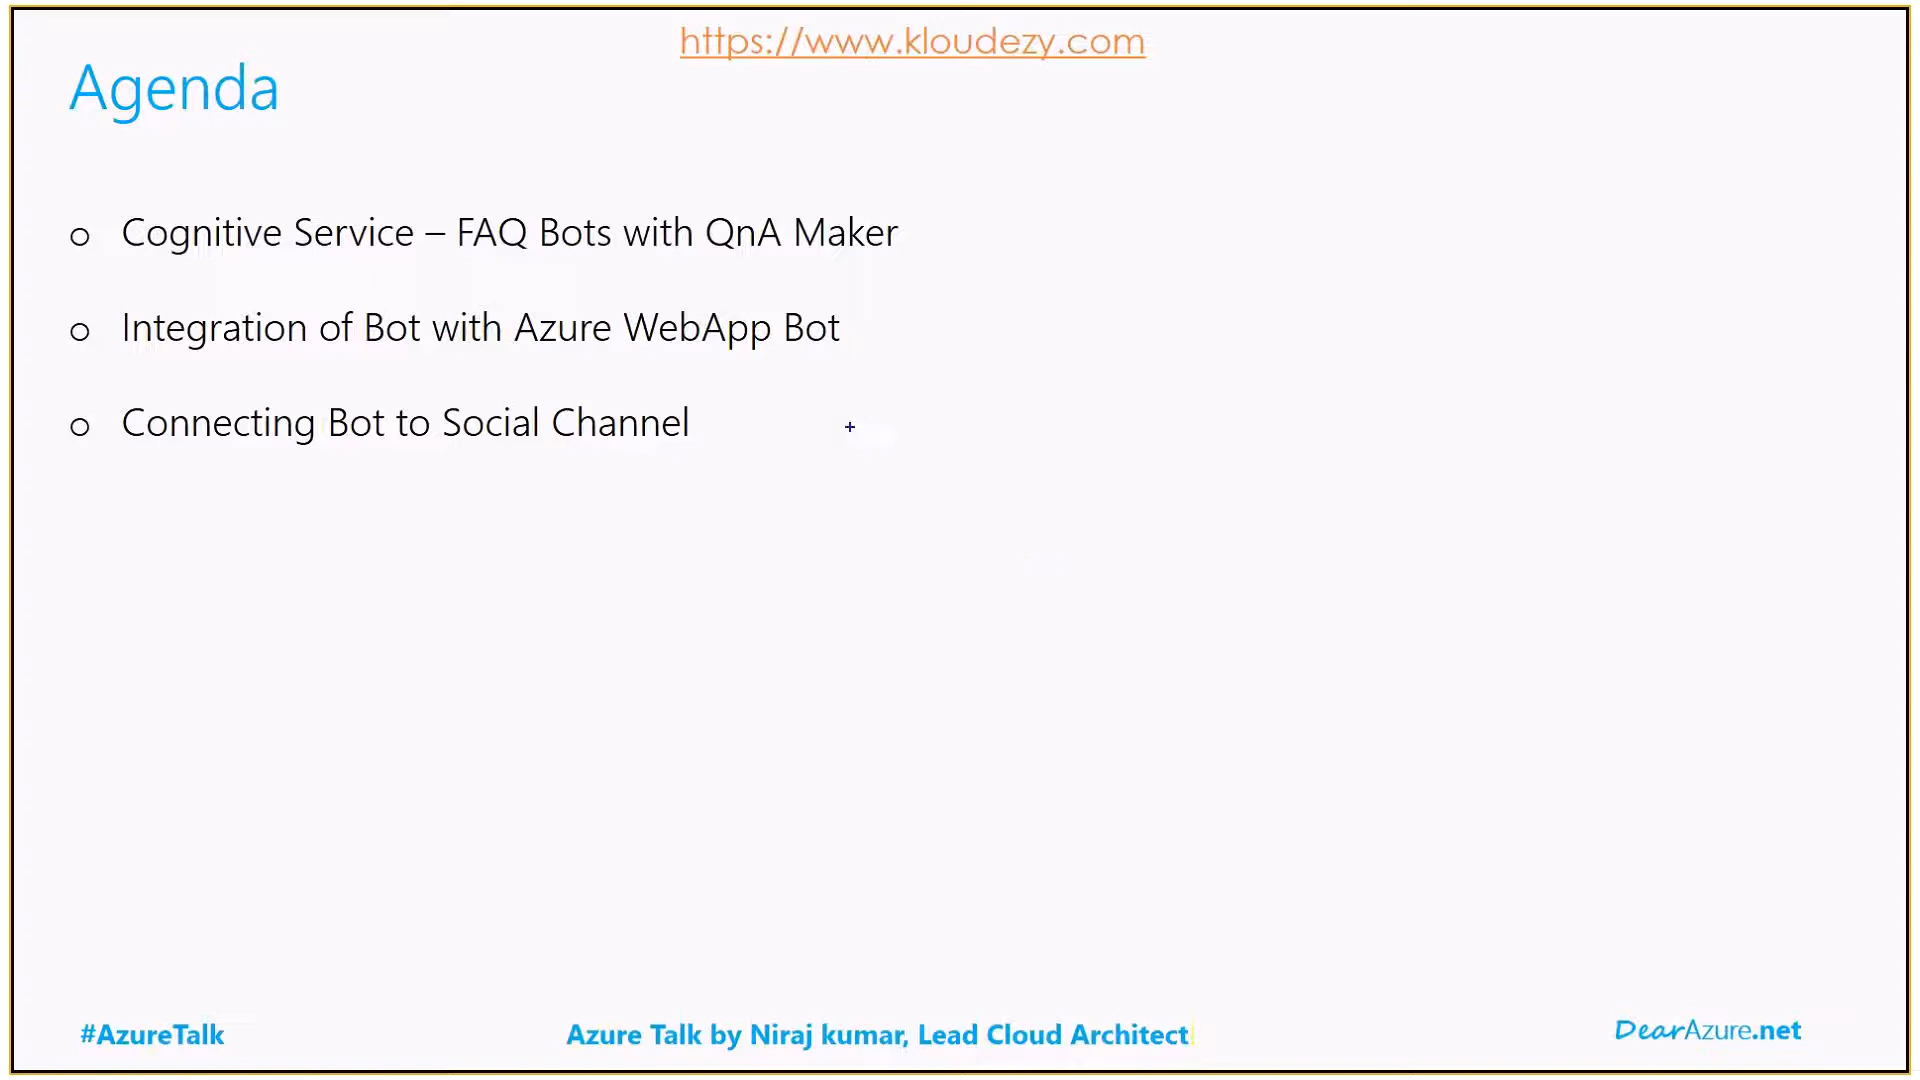 https://www.kloudezy.com
Agenda
o Cognitive Service – FAQ Bots with QnA Maker
o Integration of Bot with Azure WebApp Bot
o Connecting Bot to Social Channel
#AzureTalk
Azure Talk by Niraj kumar, Lead Cloud Architect!
DearAzure.net